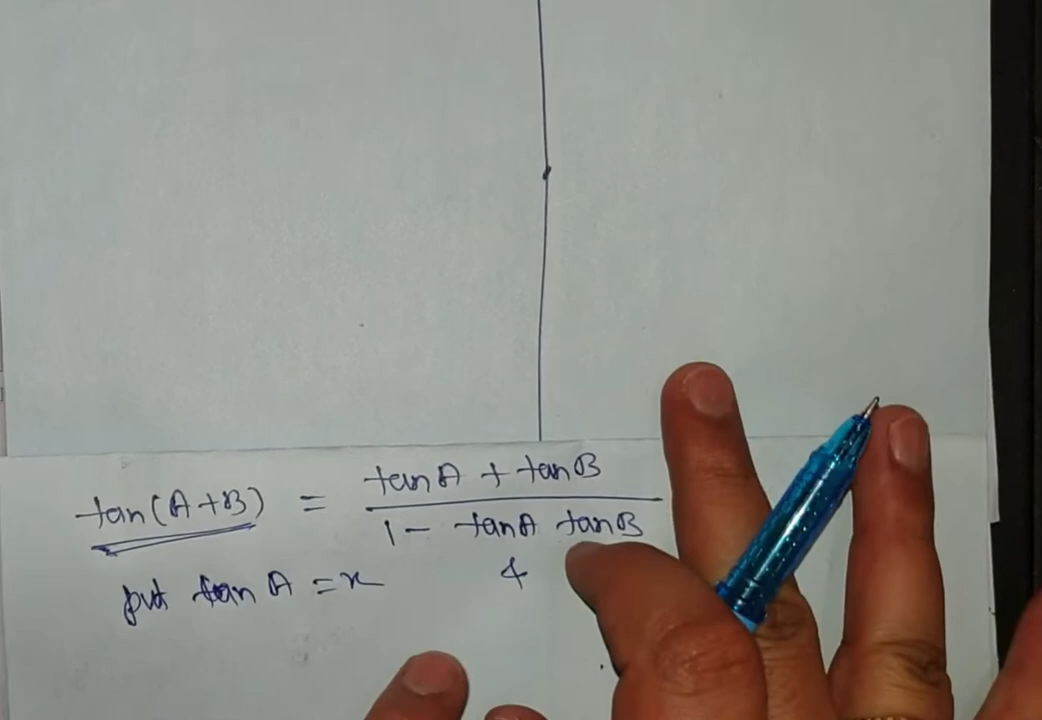 tan(A+B) = tanA + tanB
1 - tanA tanB
put tan A = x &